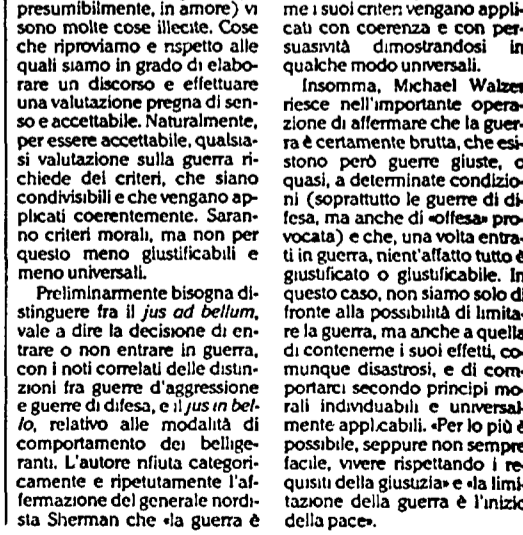 presumibilmente, in amore) vi
sono molte cose illecite. Cose
che riproviamo e rispetto alle
quali siamo in grado di elabo-
rare un discorso e effettuare
una valutazione pregna di sen-
so e accettabile. Naturalmente,
per essere accettabile, qualsia-
si valutazione sulla guerra ri-
chiede dei criteri, che siano
condivisibili e che vengano ap-
plicati coerentemente. Saran-
no criteri morali, ma non per
questo meno giustificabili e
meno universali.
Preliminarmente bisogna di-
stinguere fra il jus ad bellum,
vale a dire la decisione di en-
trare o non entrare in guerra,
con i noti correlati delle distin-
zioni fra guerre d'aggressione
e guerre di difesa, e il jus in bel-
lo, relativo alle modalità di
comportamento dei bellige-
ranti. L'autore rifiuta categori-
camente e ripetutamente l'af-
fermazione del generale nordi-
sta Sherman che «la guerra è
me i suoi criteri vengano appli-
cati con coerenza e con per-
suasività dimostrandosi in
qualche modo universali.
Insomma, Michael Walzer
riesce nell'importante opera-
zione di affermare che la guer-
ra è certamente brutta, che esi-
stono però guerre giuste, o
quasi, a determinate condizio-
ni (soprattutto le guerre di di-
fesa, ma anche di «offesa» pro-
vocata) e che, una volta entra-
ti in guerra, nient'affatto tutto è
giustificato o giustificabile. In
questo caso, non siamo solo di
fronte alla possibilità di limita-
re la guerra, ma anche a quella
di contenerne i suoi effetti, co-
munque disastrosi, e di com-
portarci secondo principi mo-
rali individuabili e universal-
mente applicabili. «Per lo più è
possibile, seppure non sempre
facile, vivere rispettando i re-
quisiti della giustizia» e «la limi-
tazione della guerra è l'inizio
della pace».